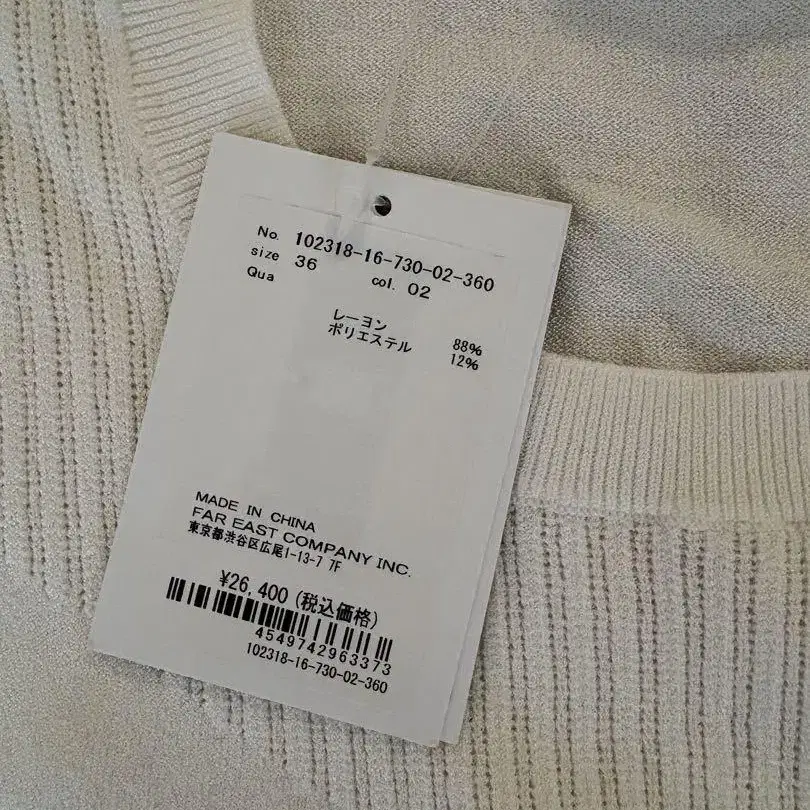 No. 102318-16-730-02-360
size 36 col. 02
Qua
レーヨン 88%
ポリエステル 12%
MADE IN CHINA
FAR EAST COMPANY INC.
東京都渋谷区広尾1-13-7 7F
¥26,400 (税込価格)
4549742963373
102318-16-730-02-360